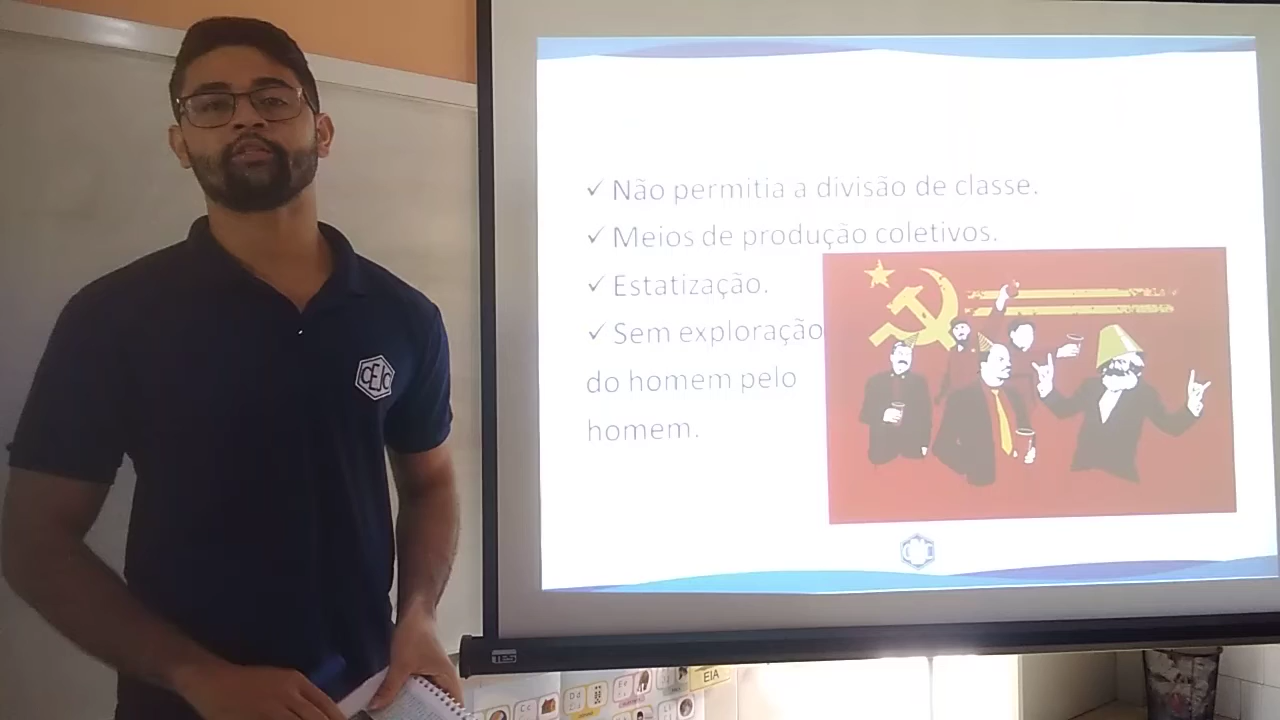 ✓ Não permitia a divisão de classe.
✓ Meios de produção coletivos.
✓ Estatização.
✓ Sem exploração
do homem pelo
homem.
CEJC
C c
D d
E e
EIA